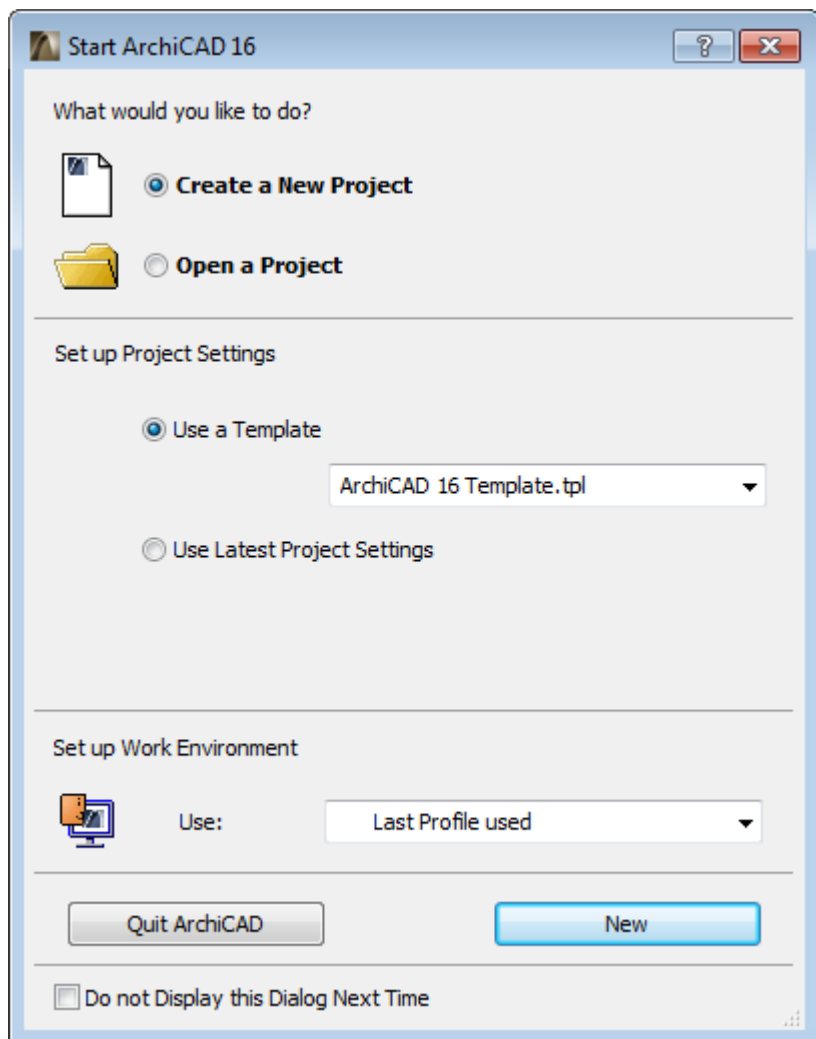 Start ArchiCAD 16
What would you like to do?
Create a New Project
Open a Project
Set up Project Settings
Use a Template
ArchiCAD 16 Template.tpl
Use Latest Project Settings
Set up Work Environment
Use: Last Profile used
Quit ArchiCAD New
Do not Display this Dialog Next Time